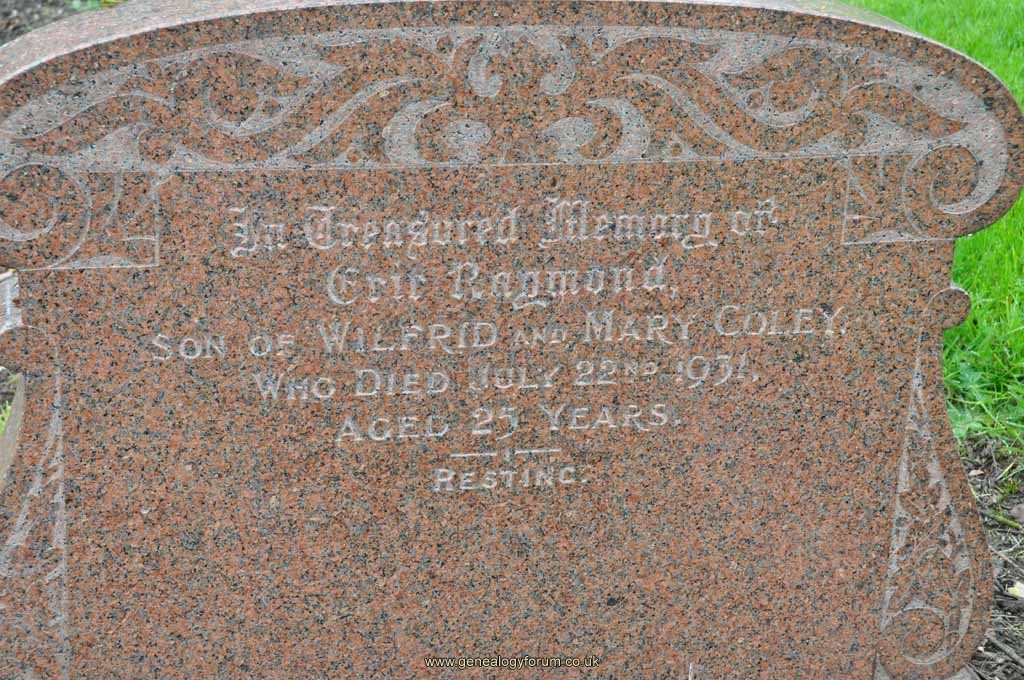 In Treasured Memory of
Eric Raymond,
SON OF WILFRID AND MARY COLEY,
WHO DIED JULY 22ND 1931,
AGED 25 YEARS.
RESTING.
www.genealogyforum.co.uk